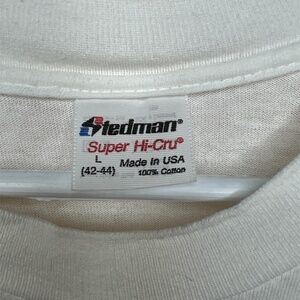 Stedman®
Super Hi-Cru®
L Made In USA
(42-44) 100% Cotton